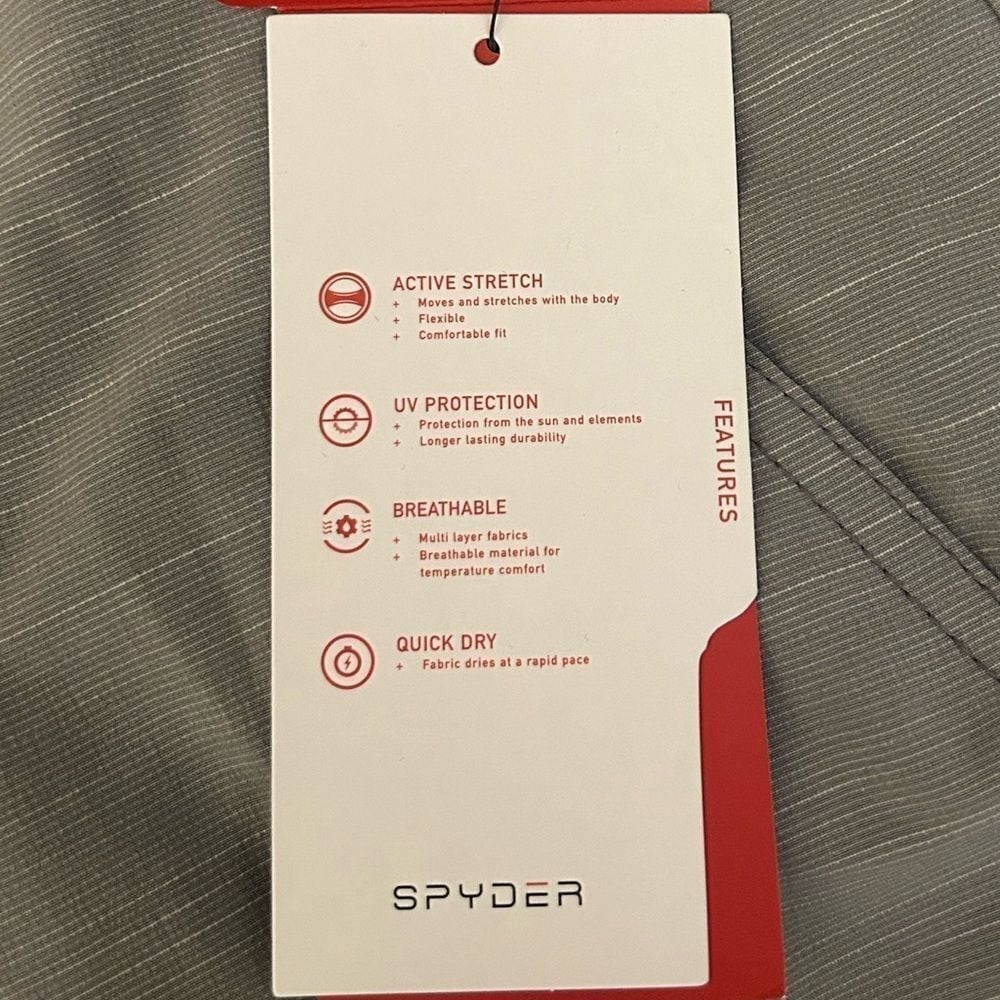 ACTIVE STRETCH
+ Moves and stretches with the body
+ Flexible
+ Comfortable fit
UV PROTECTION
+ Protection from the sun and elements
+ Longer lasting durability
BREATHABLE
+ Multi layer fabrics
+ Breathable material for
temperature comfort
QUICK DRY
+ Fabric dries at a rapid pace
FEATURES
SPYDER